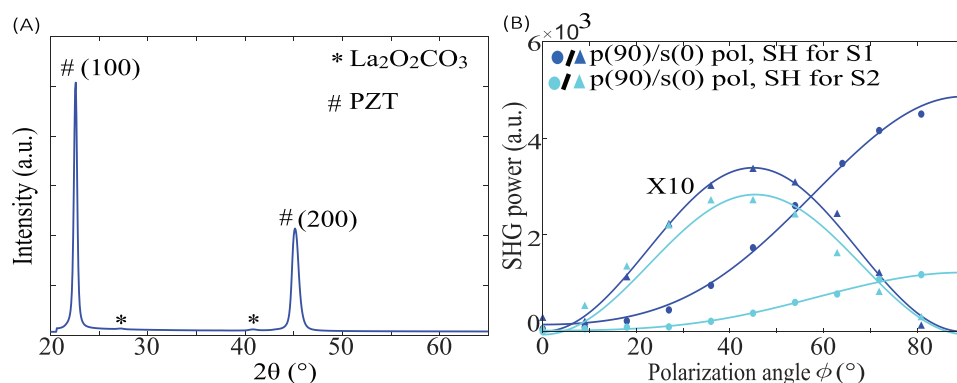 (A)
# (100)
* La₂O₂CO₃
# PZT
# (200)
*
*
Intensity (a.u.)
20 30 40 50 60
2θ (°)
(B)
6×10³
p(90)/s(0) pol, SH for S1
p(90)/s(0) pol, SH for S2
X10
4
2
0
SHG power (a.u.)
0 20 40 60 80
Polarization angle ϕ (°)